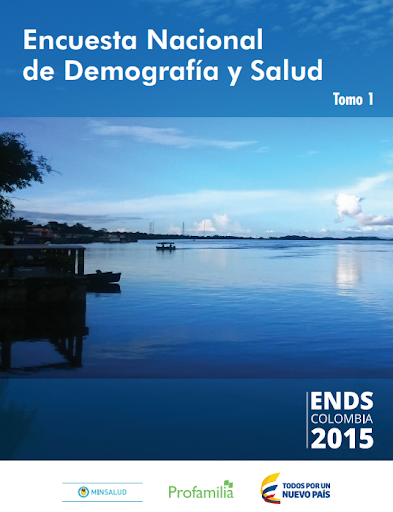 Encuesta Nacional
de Demografía y Salud
Tomo 1
ENDS
COLOMBIA
2015
MINSALUD
Profamilia
TODOS POR UN
NUEVO PAÍS